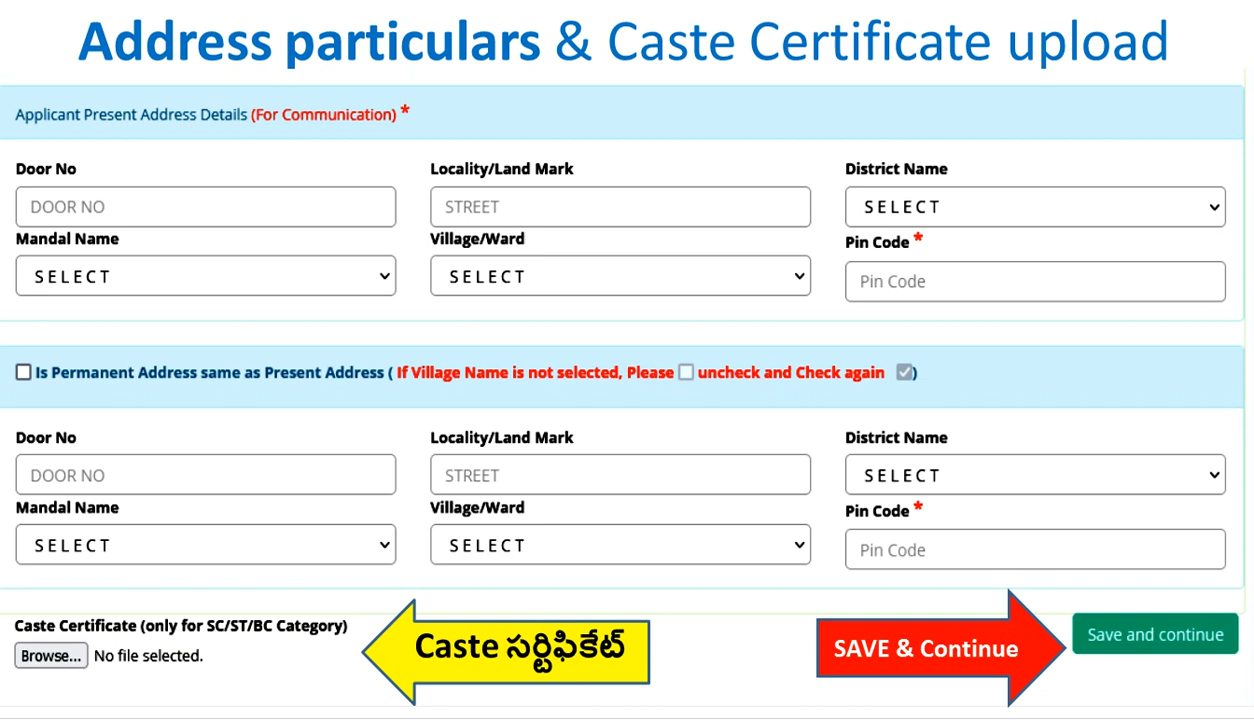 Address particulars & Caste Certificate upload
Applicant Present Address Details (For Communication) *
Door No
Locality/Land Mark
District Name
DOOR NO
STREET
SELECT
Mandal Name
Village/Ward
Pin Code *
SELECT
SELECT
Pin Code
Is Permanent Address same as Present Address ( If Village Name is not selected, Please uncheck and Check again )
Door No
Locality/Land Mark
District Name
DOOR NO
STREET
SELECT
Mandal Name
Village/Ward
Pin Code *
SELECT
SELECT
Pin Code
Caste Certificate (only for SC/ST/BC Category)
Browse... No file selected.
Caste సర్టిఫికేట్
SAVE & Continue
Save and continue